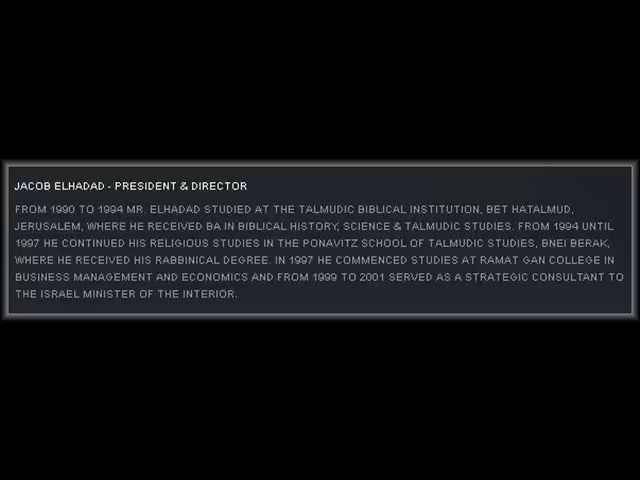 JACOB ELHADAD - PRESIDENT & DIRECTOR
FROM 1990 TO 1994 MR. ELHADAD STUDIED AT THE TALMUDIC BIBLICAL INSTITUTION, BET HATALMUD,
JERUSALEM, WHERE HE RECEIVED BA IN BIBLICAL HISTORY, SCIENCE & TALMUDIC STUDIES. FROM 1994 UNTIL
1997 HE CONTINUED HIS RELIGIOUS STUDIES IN THE PONAVITZ SCHOOL OF TALMUDIC STUDIES, BNEI BERAK,
WHERE HE RECEIVED HIS RABBINICAL DEGREE. IN 1997 HE COMMENCED STUDIES AT RAMAT GAN COLLEGE IN
BUSINESS MANAGEMENT AND ECONOMICS AND FROM 1999 TO 2001 SERVED AS A STRATEGIC CONSULTANT TO
THE ISRAEL MINISTER OF THE INTERIOR.